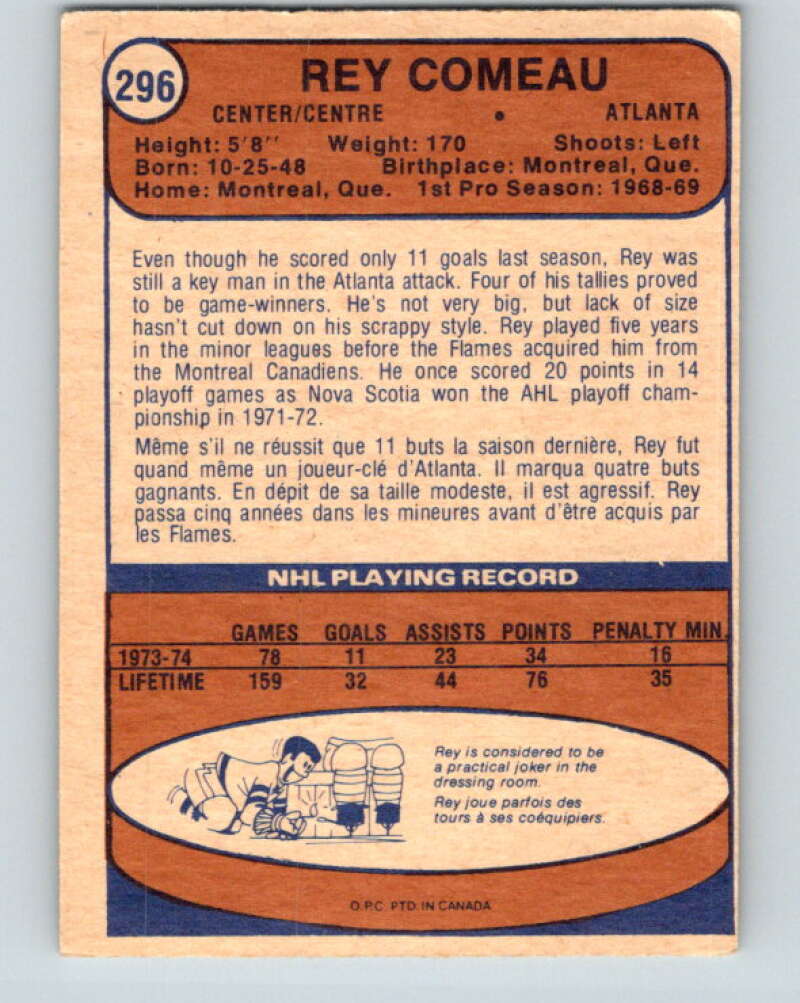 296
REY COMEAU
CENTER/CENTRE • ATLANTA
Height: 5'8'' Weight: 170 Shoots: Left
Born: 10-25-48 Birthplace: Montreal, Que.
Home: Montreal, Que. 1st Pro Season: 1968-69
Even though he scored only 11 goals last season, Rey was
still a key man in the Atlanta attack. Four of his tallies proved
to be game-winners. He's not very big, but lack of size
hasn't cut down on his scrappy style. Rey played five years
in the minor leagues before the Flames acquired him from
the Montreal Canadiens. He once scored 20 points in 14
playoff games as Nova Scotia won the AHL playoff cham-
pionship in 1971-72.
Même s'il ne réussit que 11 buts la saison dernière, Rey fut
quand même un joueur-clé d'Atlanta. Il marqua quatre buts
gagnants. En dépit de sa taille modeste, il est agressif. Rey
passa cinq années dans les mineures avant d'être acquis par
les Flames.
NHL PLAYING RECORD
GAMES GOALS ASSISTS POINTS PENALTY MIN.
1973-74 78 11 23 34 16
LIFETIME 159 32 44 76 35
Rey is considered to be
a practical joker in the
dressing room.
Rey joue parfois des
tours à ses coéquipiers.
O.P.C. PTD. IN CANADA